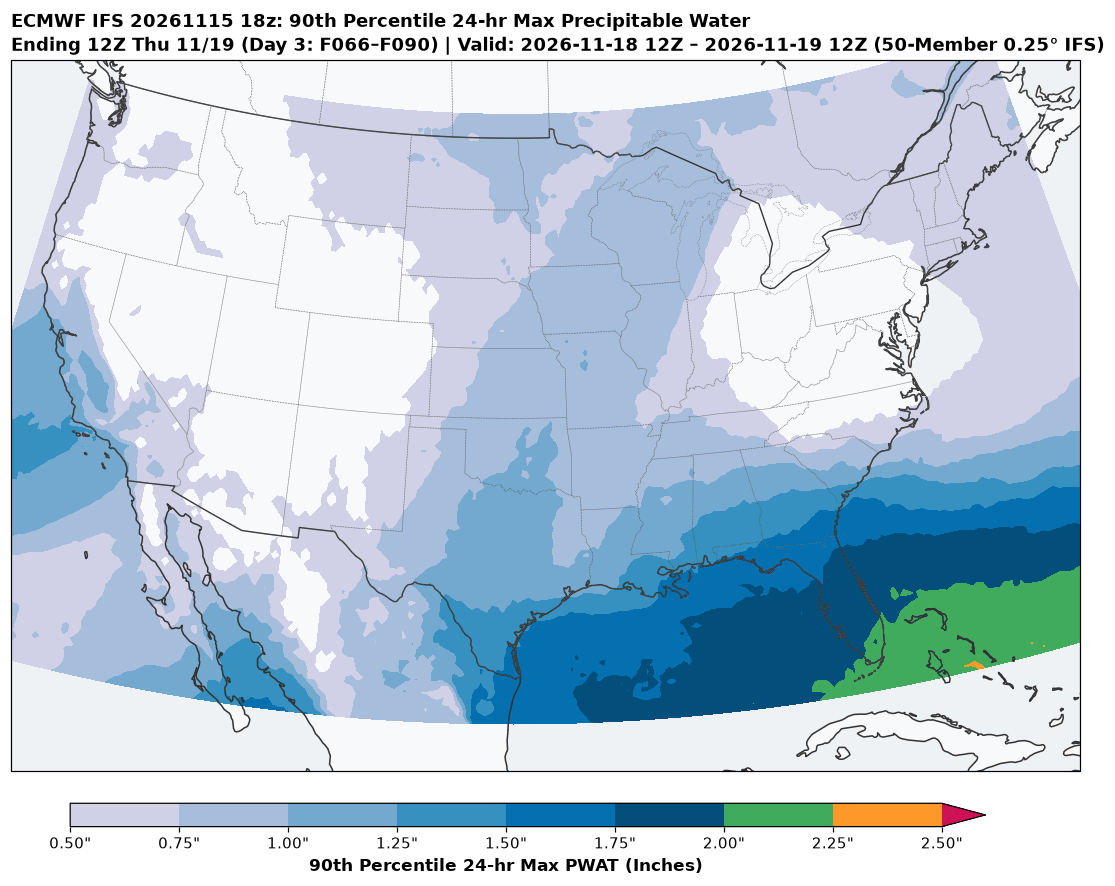 ECMWF IFS 20261115 18z: 90th Percentile 24-hr Max Precipitable Water
Ending 12Z Thu 11/19 (Day 3: F066–F090) | Valid: 2026-11-18 12Z – 2026-11-19 12Z (50-Member 0.25° IFS)
0.50" 0.75" 1.00" 1.25" 1.50" 1.75" 2.00" 2.25" 2.50"
90th Percentile 24-hr Max PWAT (Inches)